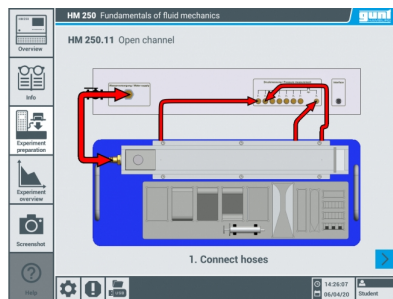 HM 250 Fundamentals of fluid mechanics
gunt
HM 250.11 Open channel
Overview
Info
Experiment
preparation
Experiment
overview
Screenshot
Help
1. Connect hoses
USB
14:26:07
06/04/20
Student